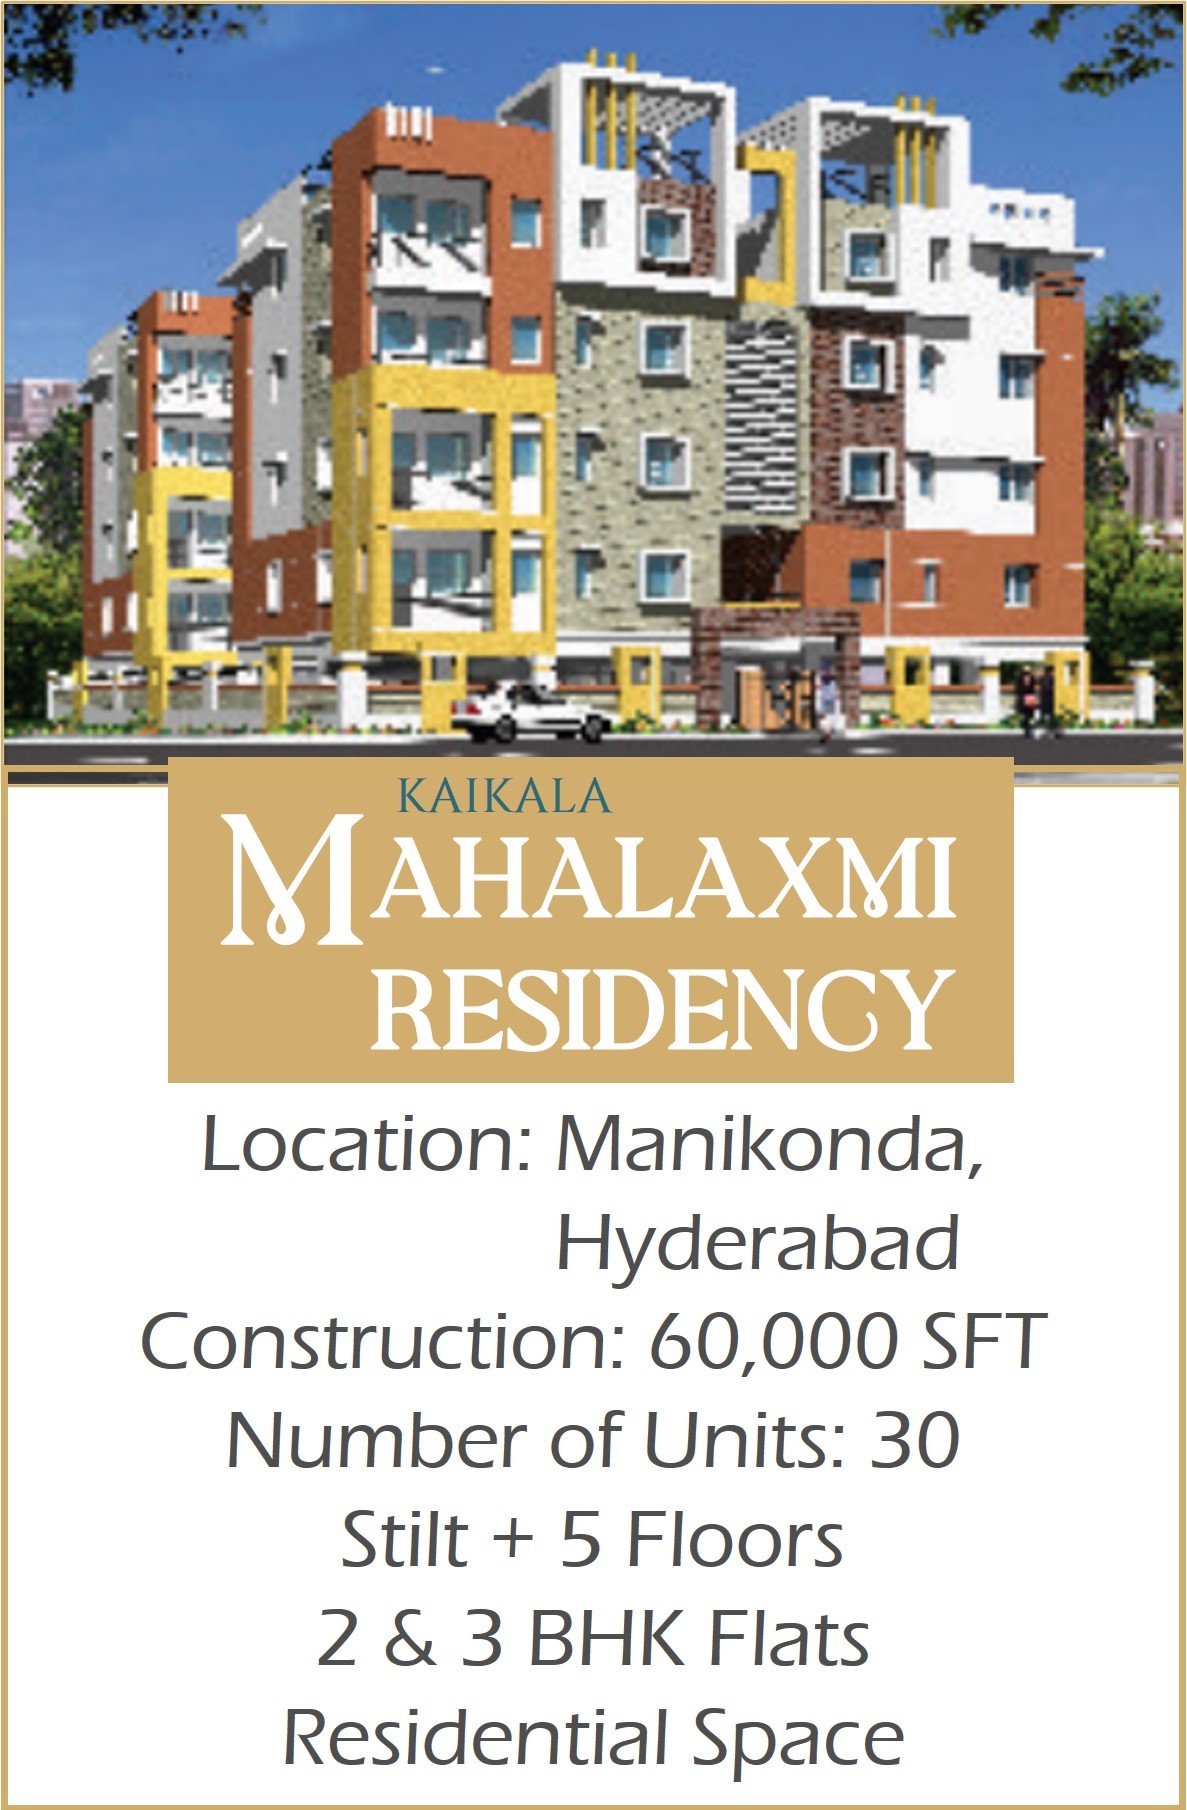 KAIKALA
MAHALAXMI
RESIDENCY
Location: Manikonda,
Hyderabad
Construction: 60,000 SFT
Number of Units: 30
Stilt + 5 Floors
2 & 3 BHK Flats
Residential Space